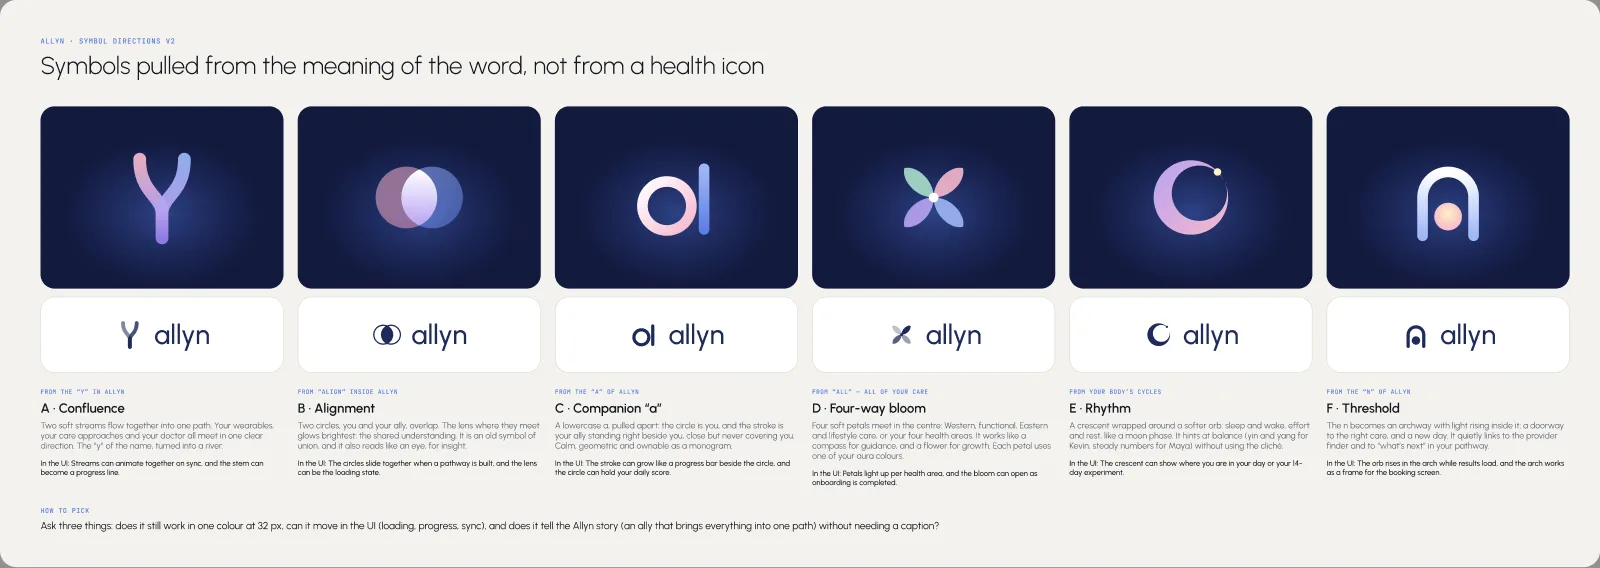 ALLYN · SYMBOL DIRECTIONS V2
Symbols pulled from the meaning of the word, not from a health icon
allyn
allyn
allyn
allyn
allyn
allyn
FROM THE "Y" IN ALLYN
A · Confluence
Two soft streams flow together into one path. Your wearables,
your care approaches and your doctor all meet in one clear
direction. The "y" of the name, turned into a river.
In the UI: Streams can animate together on sync, and the stem can
become a progress line.
FROM "ALIGN" INSIDE ALLYN
B · Alignment
Two circles, you and your ally, overlap. The lens where they meet
glows brightest: the shared understanding. It is an old symbol of
union, and it also reads like an eye, for insight.
In the UI: The circles slide together when a pathway is built, and the lens
can be the loading state.
FROM THE "A" OF ALLYN
C · Companion "a"
A lowercase a, pulled apart: the circle is you, and the stroke is
your ally standing right beside you, close but never covering you.
Calm, geometric and ownable as a monogram.
In the UI: The stroke can grow like a progress bar beside the circle, and
the circle can hold your daily score.
FROM "ALL" — ALL OF YOUR CARE
D · Four-way bloom
Four soft petals meet in the centre: Western, functional, Eastern
and lifestyle care, or your four health areas. It works like a
compass for guidance, and a flower for growth. Each petal uses
one of your aura colours.
In the UI: Petals light up per health area, and the bloom can open as
onboarding is completed.
FROM YOUR BODY'S CYCLES
E · Rhythm
A crescent wrapped around a softer orb: sleep and wake, effort
and rest, like a moon phase. It hints at balance (yin and yang for
Kevin, steady numbers for Maya) without using the cliché.
In the UI: The crescent can show where you are in your day or your 14-
day experiment.
FROM THE "N" OF ALLYN
F · Threshold
The n becomes an archway with light rising inside it: a doorway
to the right care, and a new day. It quietly links to the provider
finder and to "what's next" in your pathway.
In the UI: The orb rises in the arch while results load, and the arch works
as a frame for the booking screen.
HOW TO PICK
Ask three things: does it still work in one colour at 32 px, can it move in the UI (loading, progress, sync), and does it tell the Allyn story (an ally that brings everything into one path) without needing a caption?